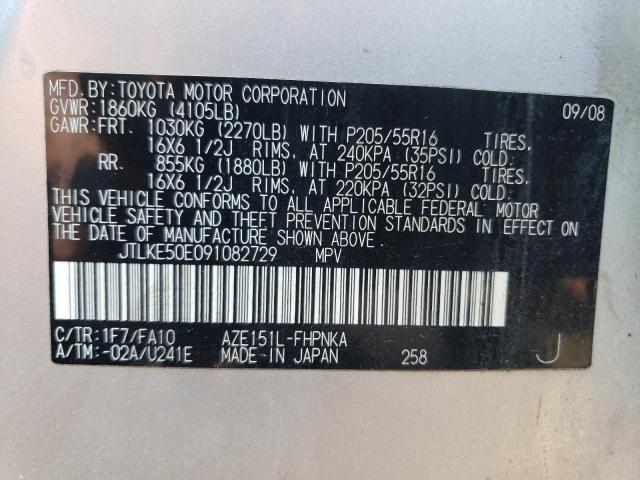 MFD.BY:TOYOTA MOTOR CORPORATION 09/08
GVWR:1860KG (4105LB)
GAWR:FRT. 1030KG (2270LB) WITH P205/55R16 TIRES,
16X6 1/2J RIMS, AT 240KPA (35PSI) COLD.
RR. 855KG (1880LB) WITH P205/55R16 TIRES,
16X6 1/2J RIMS, AT 220KPA (32PSI) COLD.
THIS VEHICLE CONFORMS TO ALL APPLICABLE FEDERAL MOTOR
VEHICLE SAFETY AND THEFT PREVENTION STANDARDS IN EFFECT ON
THE DATE OF MANUFACTURE SHOWN ABOVE.
JTLKE50E091082729 MPV
C/TR:1F7/FA10 AZE151L-FHPNKA
A/TM:-02A/U241E MADE IN JAPAN 258 J